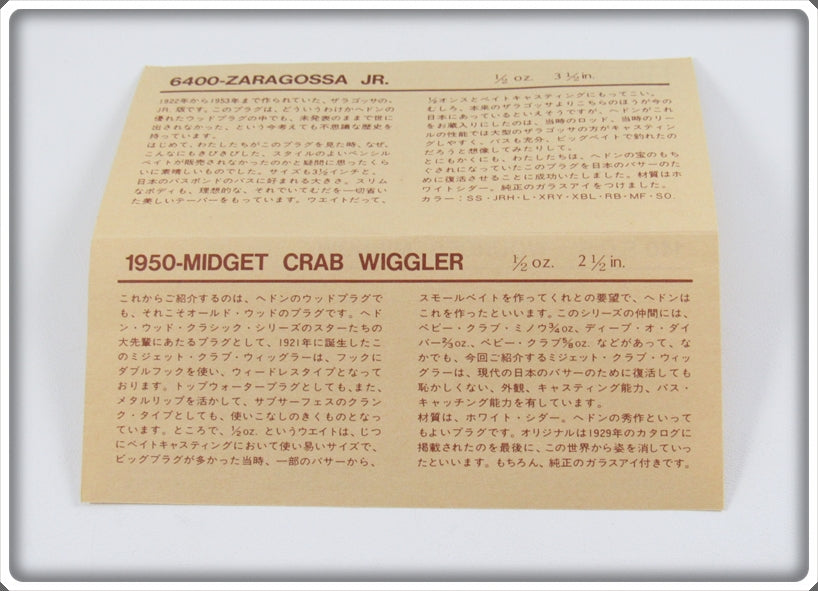 6400-ZARAGOSSA JR. ½ oz. 3½in.
1922年から1953年まで作られていた、ザラゴッサの、
JR. 版です。このプラグは、どういうわけかヘドンの
優れたウッドプラグの中でも、未発表のままで世に
出されなかった、という今考えても不思議な歴史を
持っています。
はじめて、わたしたちがこのプラグを見た時、なぜ、
こんなにもきびきびした、スタイルのよいペンシル
ベイトが販売されなかったのかと疑問に思ったくら
いに素晴しいものでした。サイズも3½インチと、
日本のバスポンドのバスに好まれる大きさ。スリム
なボディも、理想的な、それでいてむだを一切省い
た美しいテーパーをもっています。ウエイトだって、
½オンスとベイトキャスティングにもってこい。
むしろ、本来のザラゴッサよりこちらのほうが今の
日本にあっているといえそうですが、ヘドンがこれ
をお蔵入りにしたのは、当時のロッド、当時のリー
ルの性能では大型のザラゴッサの方がキャスティン
グしやすく、バスも充分、ビッグベイトで釣れたの
だろうと想像してみたりして。
とにもかくにも、わたしたちは、ヘドンの宝のもち
ぐされになっていたこのプラグを日本のバサーのた
めに復活させることに成功いたしました。材質はホ
ワイトシダー。純正のガラスアイをつけました。
カラー：SS・JRH・L・XRY・XBL・RB・MF・SO.
1950-MIDGET CRAB WIGGLER ½ oz. 2½in.
これからご紹介するのは、ヘドンのウッドプラグで
も、それこそオールド・ウッドのプラグです。ヘド
ン・ウッド・クラシック・シリーズのスターたちの
大先輩にあたるプラグとして、1921年に誕生したこ
のミジェット・クラブ・ウィッグラーは、フックに
ダブルフックを使い、ウィードレスタイプとなって
おります。トップウォータープラグとしても、また、
メタルリップを活かして、サブサーフェスのクラン
ク・タイプとしても、使いこなしのきくものとなっ
ています。ところで、½oz. というウエイトは、じつ
にベイトキャスティングにおいて使い易いサイズで、
ビッグプラグが多かった当時、一部のバサーから、
スモールベイトを作ってくれとの要望で、ヘドンは
これを作ったといいます。このシリーズの仲間には、
ベビー・クラブ・ミノウ¾oz、ディープ・オ・ダイ
バー⅔oz、ベビー・クラブ⅝oz. などがあって、な
かでも、今回ご紹介するミジェット・クラブ・ウィッ
グラーは、現代の日本のバサーのために復活しても
恥かしくない、外観、キャスティング能力、バス・
キャッチング能力を有しています。
材質は、ホワイト・シダー。ヘドンの秀作といって
もよいプラグです。オリジナルは1929年のカタログに
掲載されたのを最後に、この世界から姿を消してい
ったといいます。もちろん、純正のガラスアイ付きです。